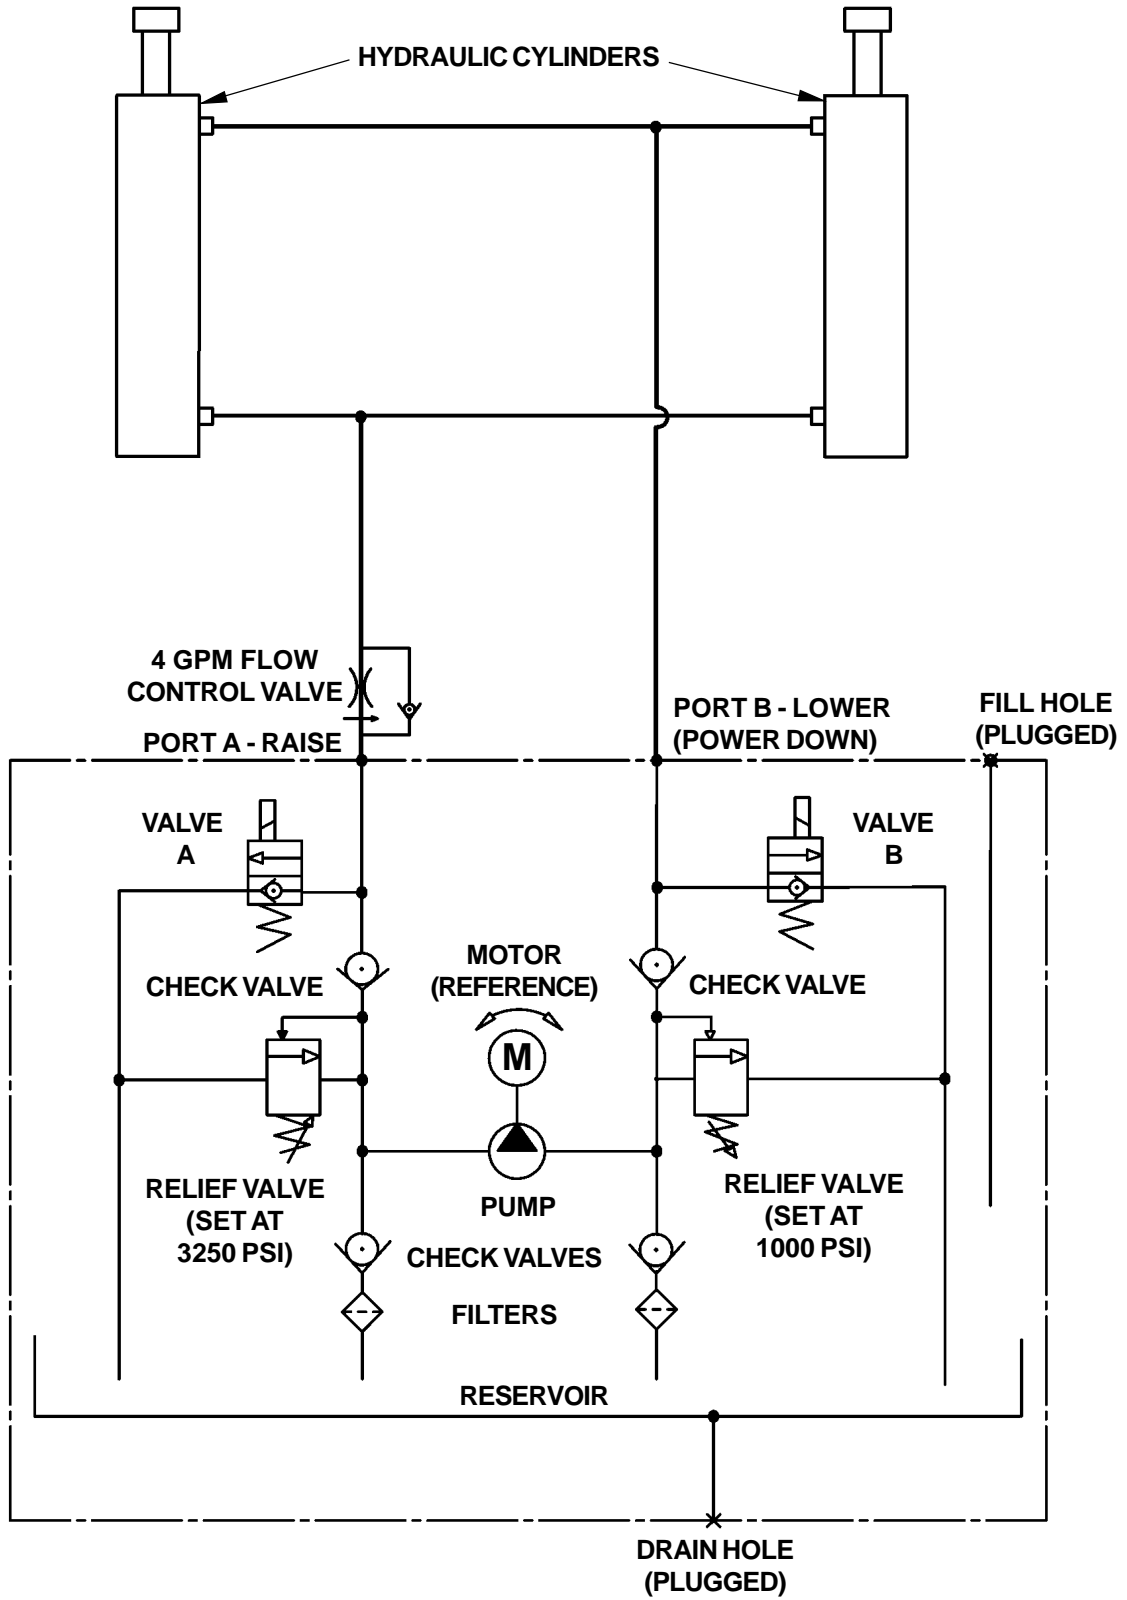 HYDRAULIC CYLINDERS
4 GPM FLOW
CONTROL VALVE
PORT A - RAISE
PORT B - LOWER
(POWER DOWN)
FILL HOLE
(PLUGGED)
VALVE
A
VALVE
B
CHECK VALVE
MOTOR
(REFERENCE)
CHECK VALVE
M
RELIEF VALVE
(SET AT
3250 PSI)
PUMP
RELIEF VALVE
(SET AT
1000 PSI)
CHECK VALVES
FILTERS
RESERVOIR
DRAIN HOLE
(PLUGGED)